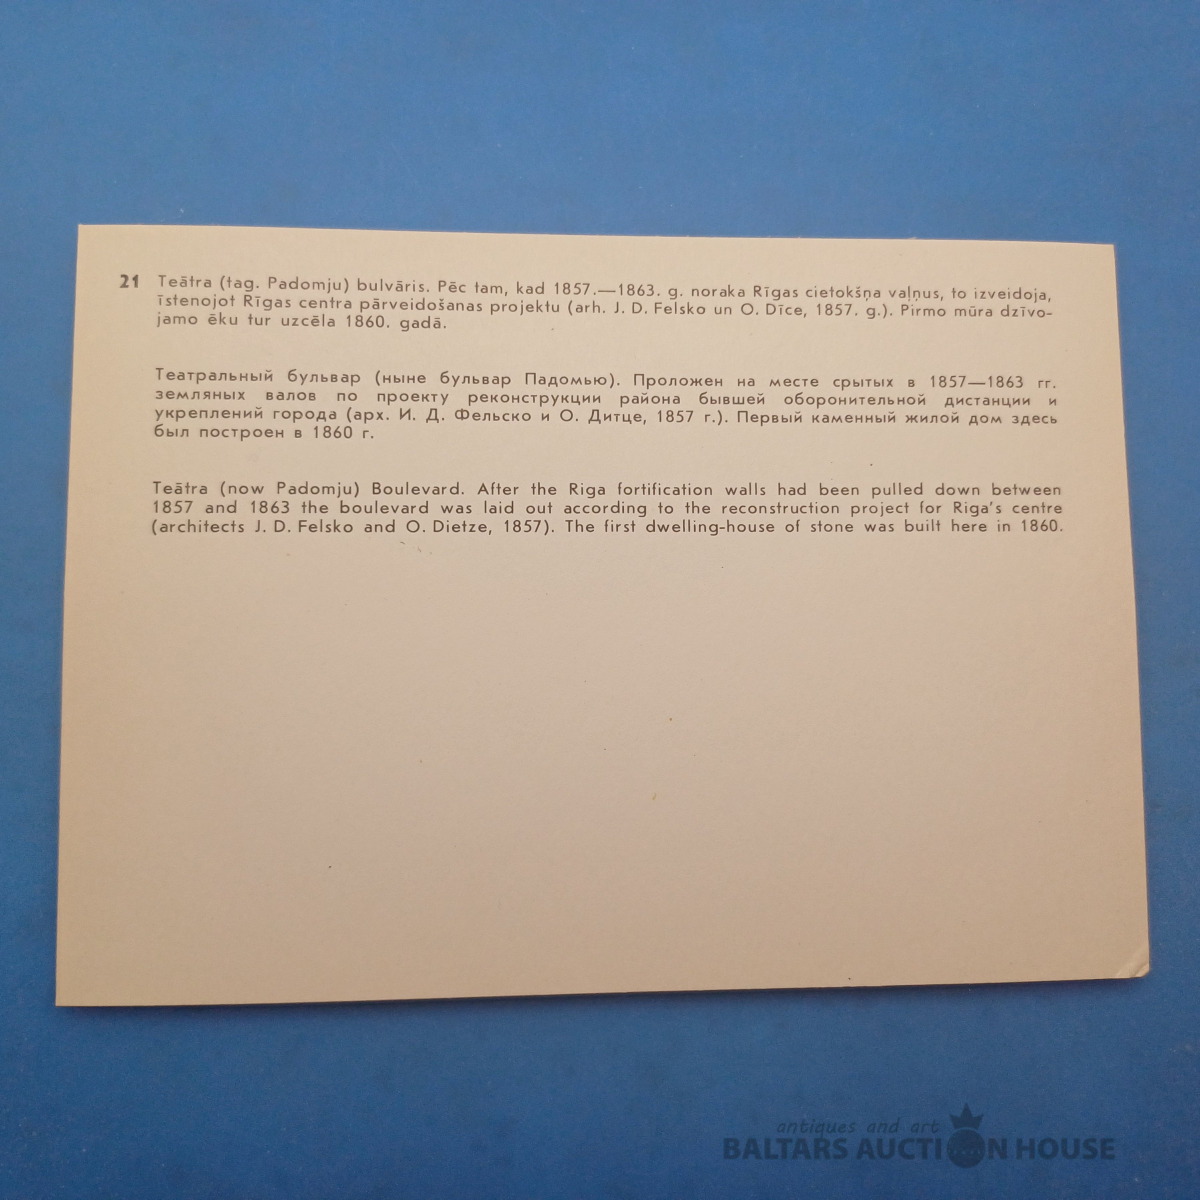 21 Teātra (tag. Padomju) bulvāris. Pēc tam, kad 1857.—1863. g. noraka Rīgas cietokšņa vaļņus, to izveidoja,
īstenojot Rīgas centra pārveidošanas projektu (arh. J. D. Felsko un O. Dīce, 1857. g.). Pirmo mūra dzīvo-
jamo ēku tur uzcēla 1860. gadā.
Театральный бульвар (ныне бульвар Падомью). Проложен на месте срытых в 1857—1863 гг.
земляных валов по проекту реконструкции района бывшей оборонительной дистанции и
укреплений города (арх. И. Д. Фельско и О. Дитце, 1857 г.). Первый каменный жилой дом здесь
был построен в 1860 г.
Teātra (now Padomju) Boulevard. After the Riga fortification walls had been pulled down between
1857 and 1863 the boulevard was laid out according to the reconstruction project for Riga's centre
(architects J. D. Felsko and O. Dietze, 1857). The first dwelling-house of stone was built here in 1860.
antiques and art
BALTARS AUCTION HOUSE